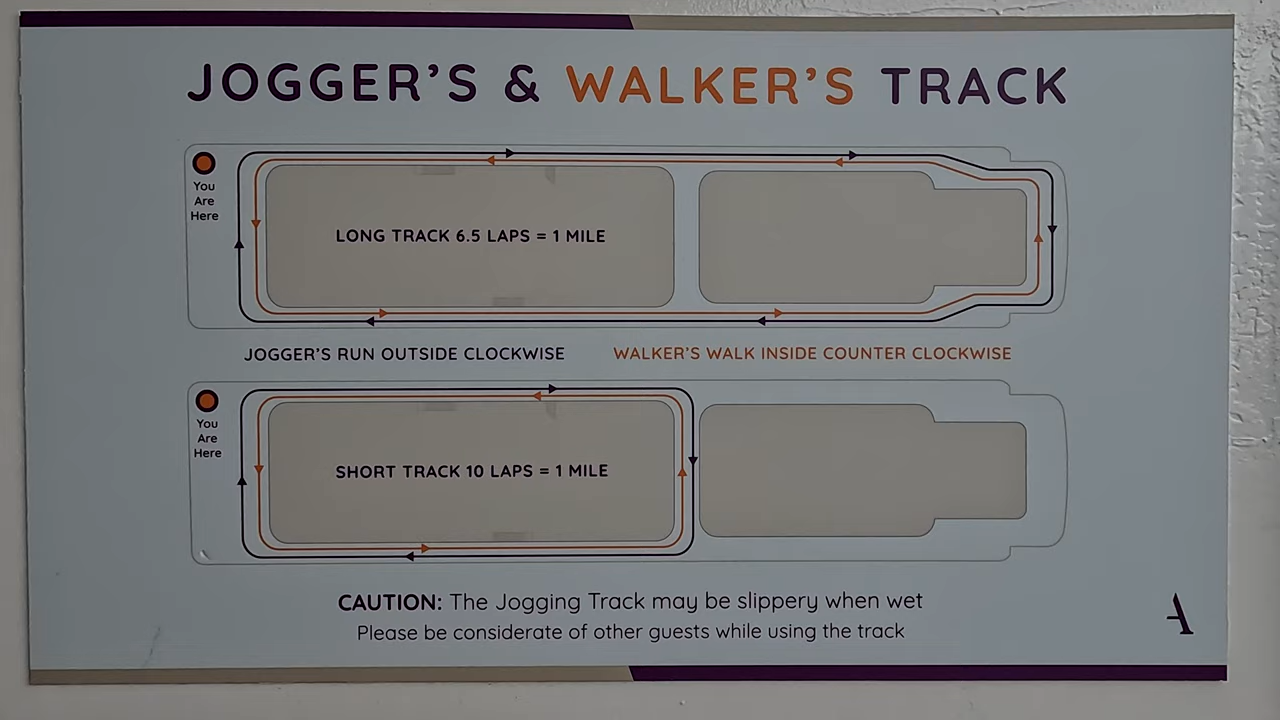 JOGGER'S & WALKER'S TRACK
You
Are
Here
LONG TRACK 6.5 LAPS = 1 MILE
JOGGER'S RUN OUTSIDE CLOCKWISE
WALKER'S WALK INSIDE COUNTER CLOCKWISE
You
Are
Here
SHORT TRACK 10 LAPS = 1 MILE
CAUTION: The Jogging Track may be slippery when wet
Please be considerate of other guests while using the track
A